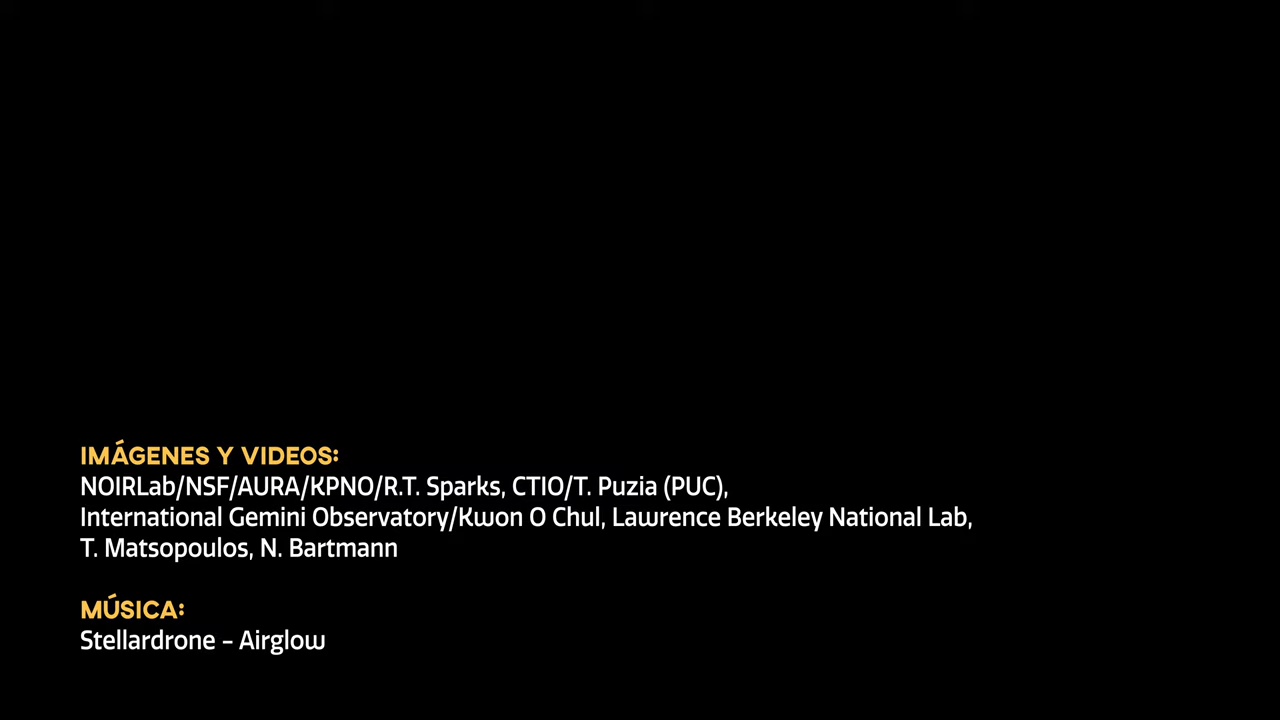 IMÁGENES Y VIDEOS:
NOIRLab/NSF/AURA/KPNO/R.T. Sparks, CTIO/T. Puzia (PUC),
International Gemini Observatory/Kwon O Chul, Lawrence Berkeley National Lab,
T. Matsopoulos, N. Bartmann
MÚSICA:
Stellardrone - Airglow